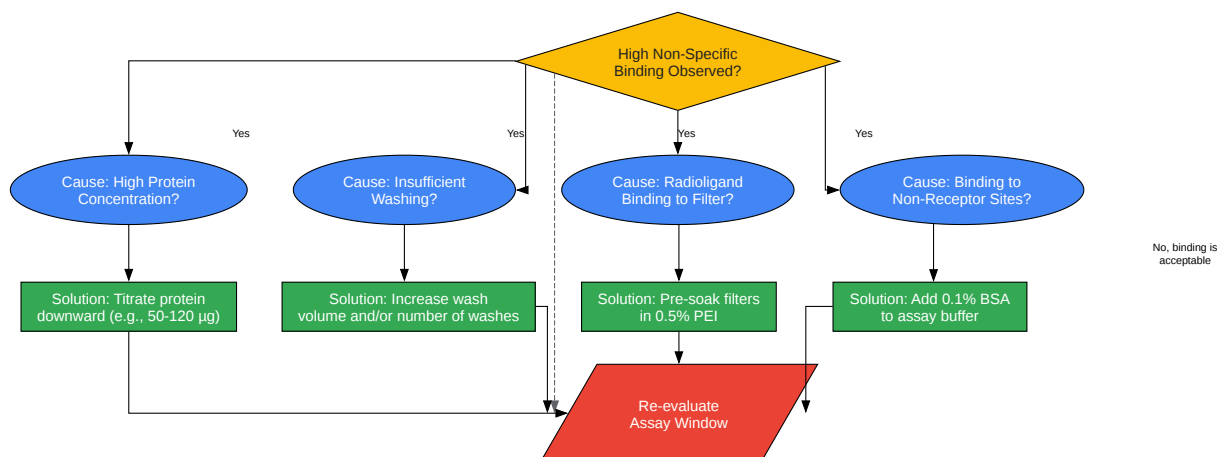 High Non-Specific
Binding Observed?
Yes
Yes
Yes
Yes
Cause: High Protein
Concentration?
Cause: Insufficient
Washing?
Cause: Radioligand
Binding to Filter?
Cause: Binding to
Non-Receptor Sites?
No, binding is
acceptable
Solution: Titrate protein
downward (e.g., 50-120 µg)
Solution: Increase wash
volume and/or number of washes
Solution: Pre-soak filters
in 0.5% PEI
Solution: Add 0.1% BSA
to assay buffer
Re-evaluate
Assay Window